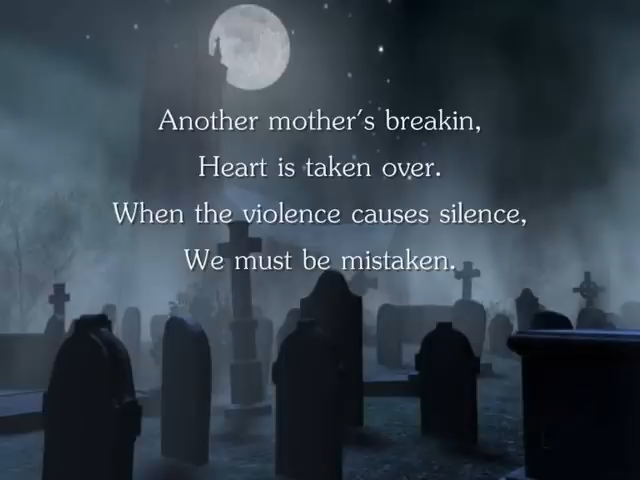 Another mother's breakin,
Heart is taken over.
When the violence causes silence,
We must be mistaken.